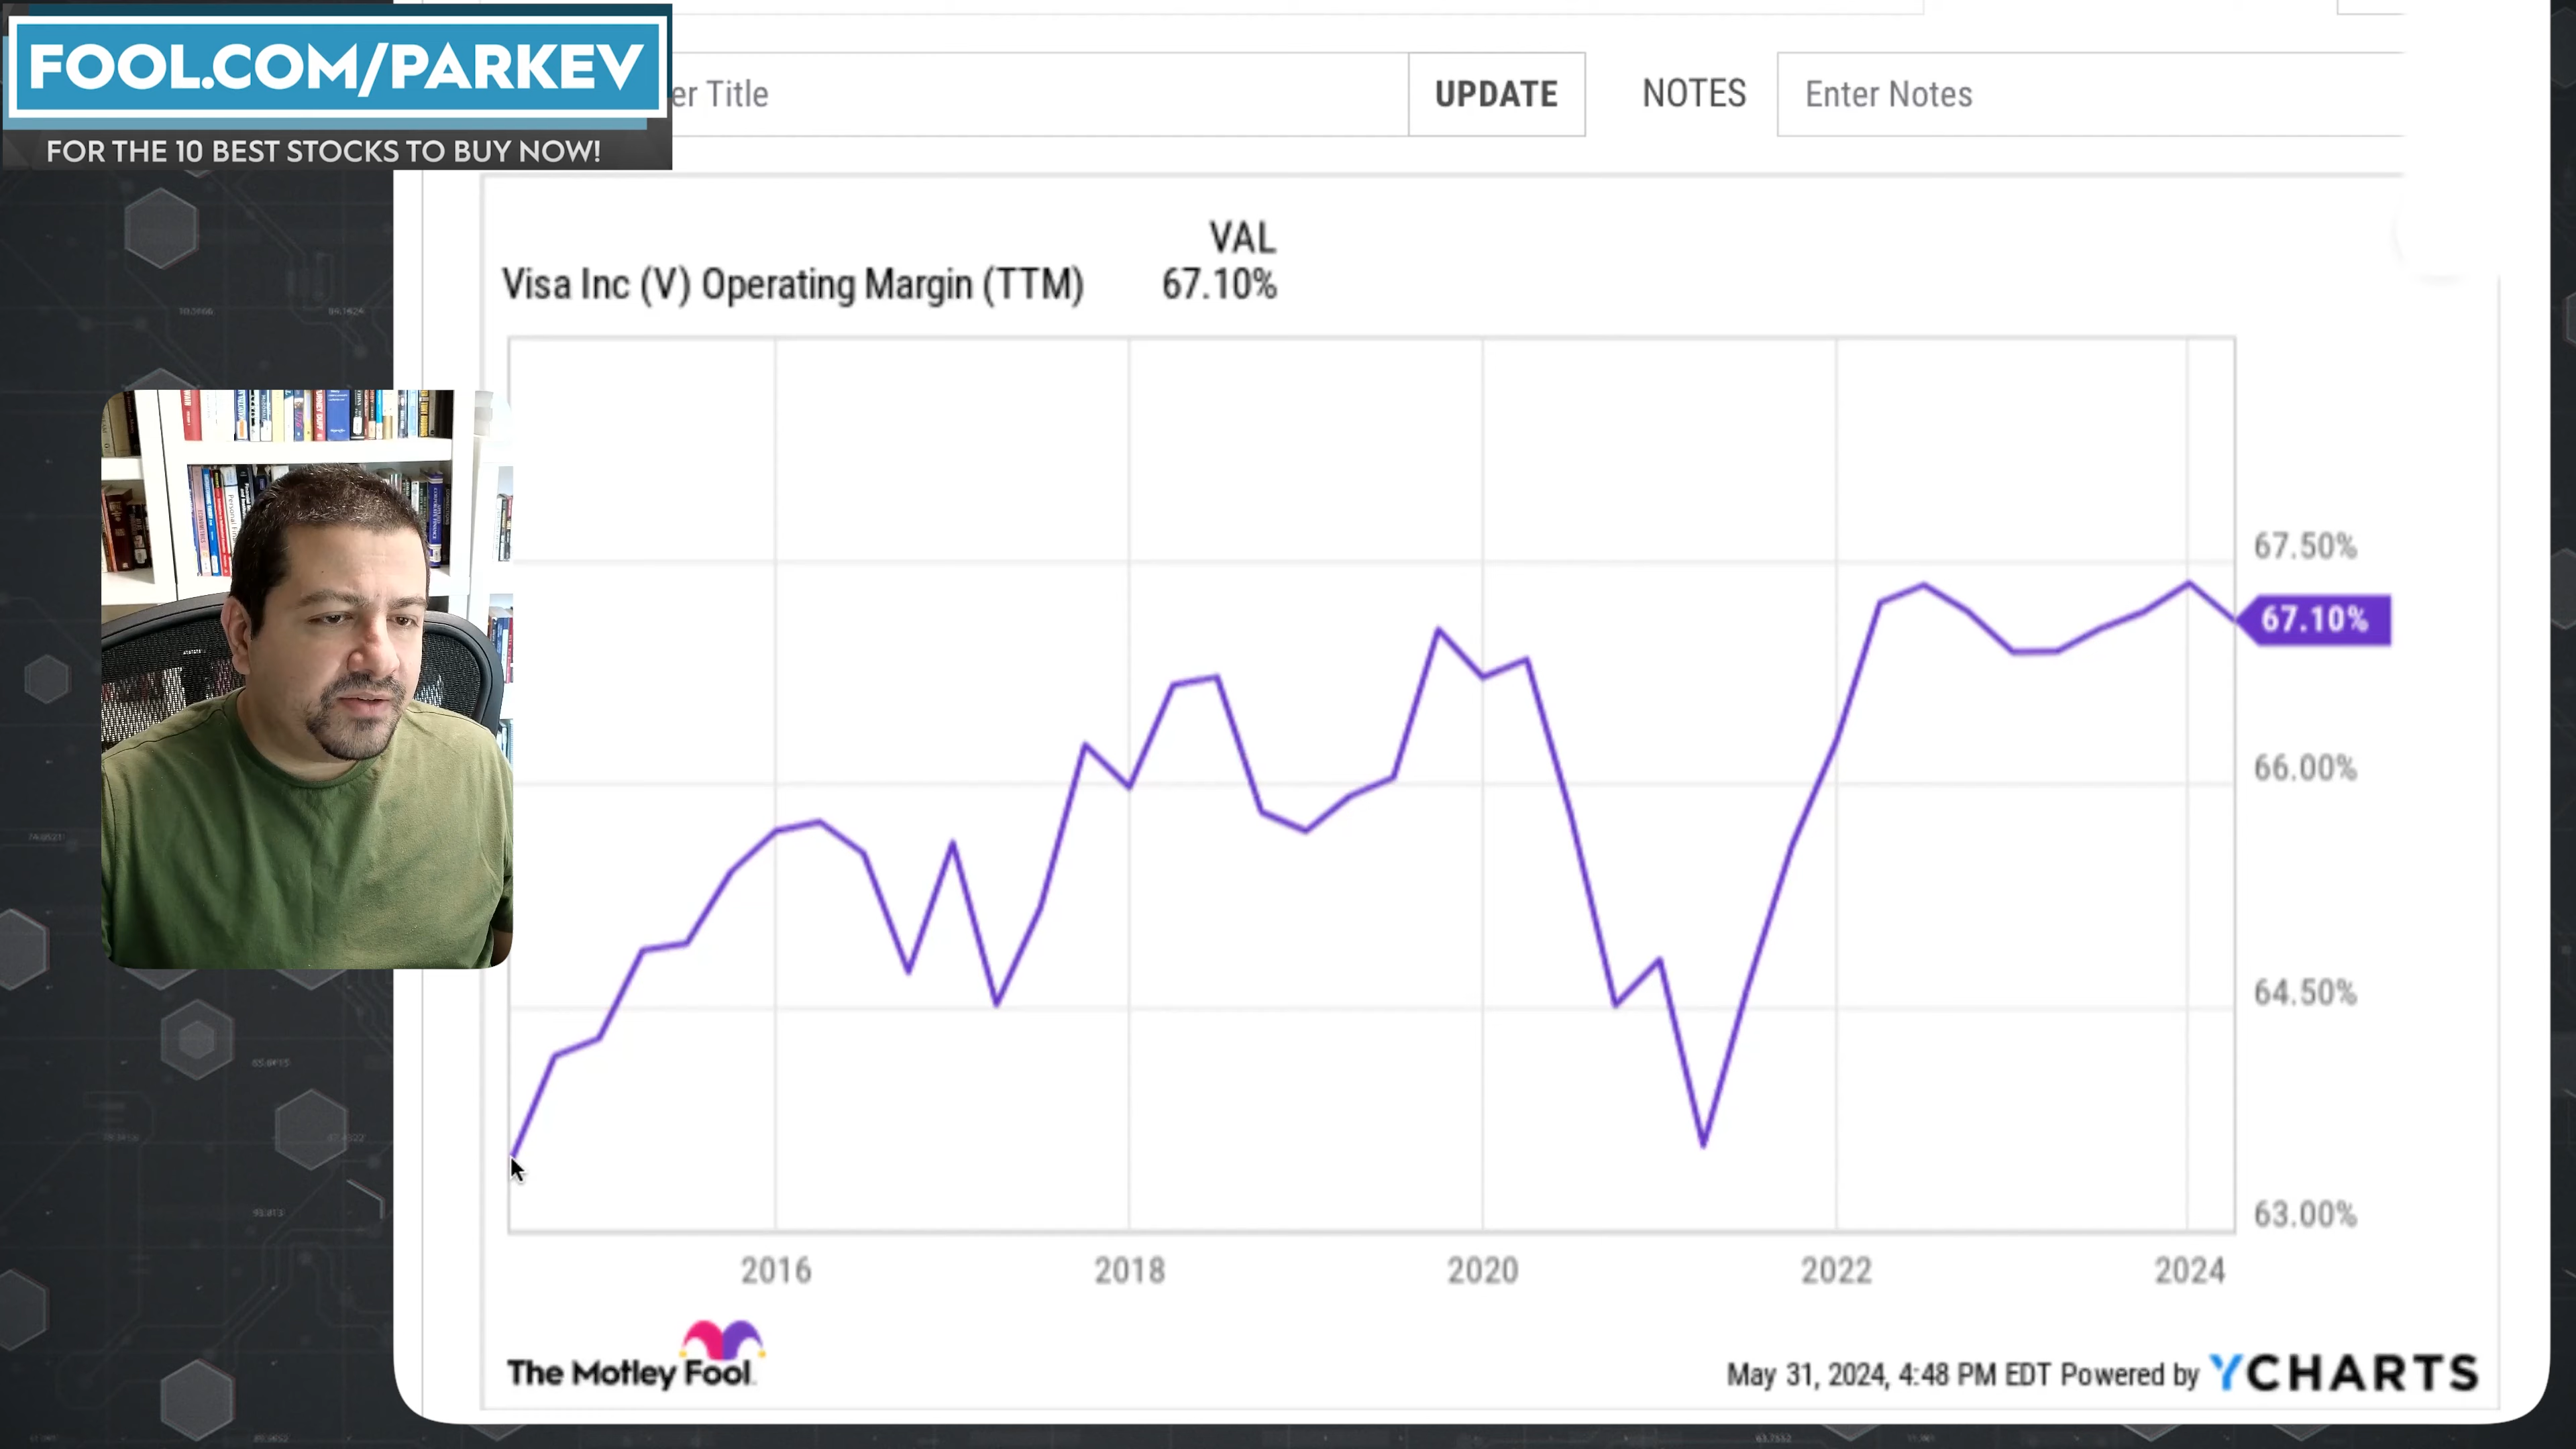 FOOL.COM/PARKEV
FOR THE 10 BEST STOCKS TO BUY NOW!
er Title
UPDATE
NOTES
Enter Notes
VAL
Visa Inc (V) Operating Margin (TTM) 67.10%
67.50%
67.10%
66.00%
64.50%
63.00%
2016 2018 2020 2022 2024
The Motley Fool
May 31, 2024, 4:48 PM EDT Powered by YCHARTS